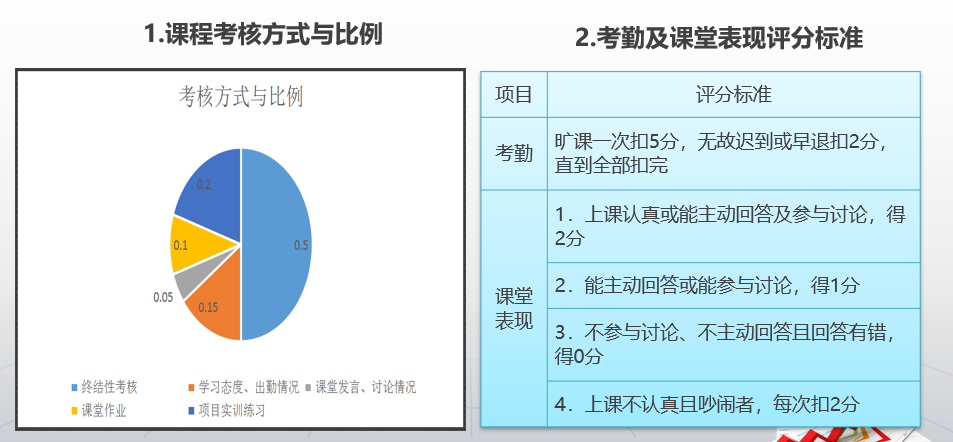 1.课程考核方式与比例
考核方式与比例
0.2
0.1
0.05
0.15
0.5
终结性考核
学习态度、出勤情况
课堂发言、讨论情况
课堂作业
项目实训练习
2.考勤及课堂表现评分标准
项目
评分标准
考勤
旷课一次扣5分，无故迟到或早退扣2分，
直到全部扣完
课堂
表现
1．上课认真或能主动回答及参与讨论，得
2分
2．能主动回答或能参与讨论，得1分
3．不参与讨论、不主动回答且回答有错，
得0分
4．上课不认真且吵闹者，每次扣2分